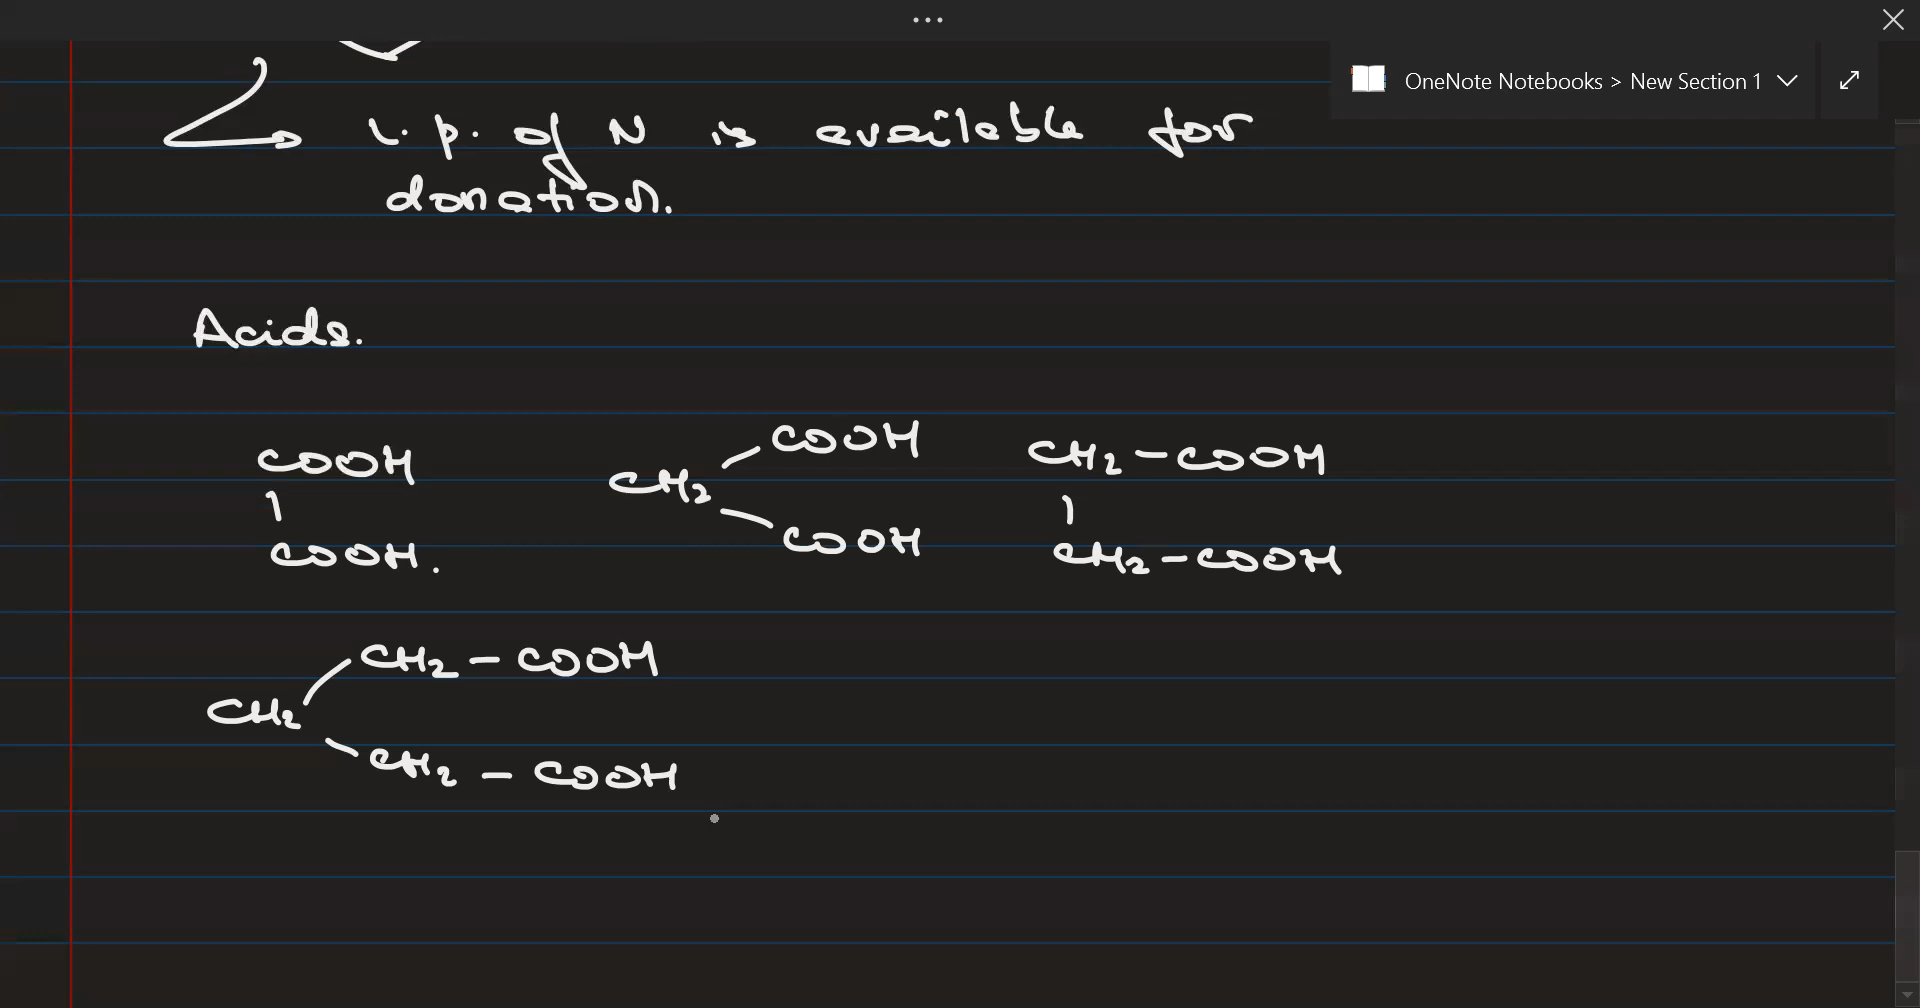 ...
OneNote Notebooks > New Section 1
l.p. of N is available for
donation.
Acids.
COOH
COOH.
CH2
COOH
COOH
CH2-COOH
CH2-COOH
CH2
CH2-COOH
CH2-COOH